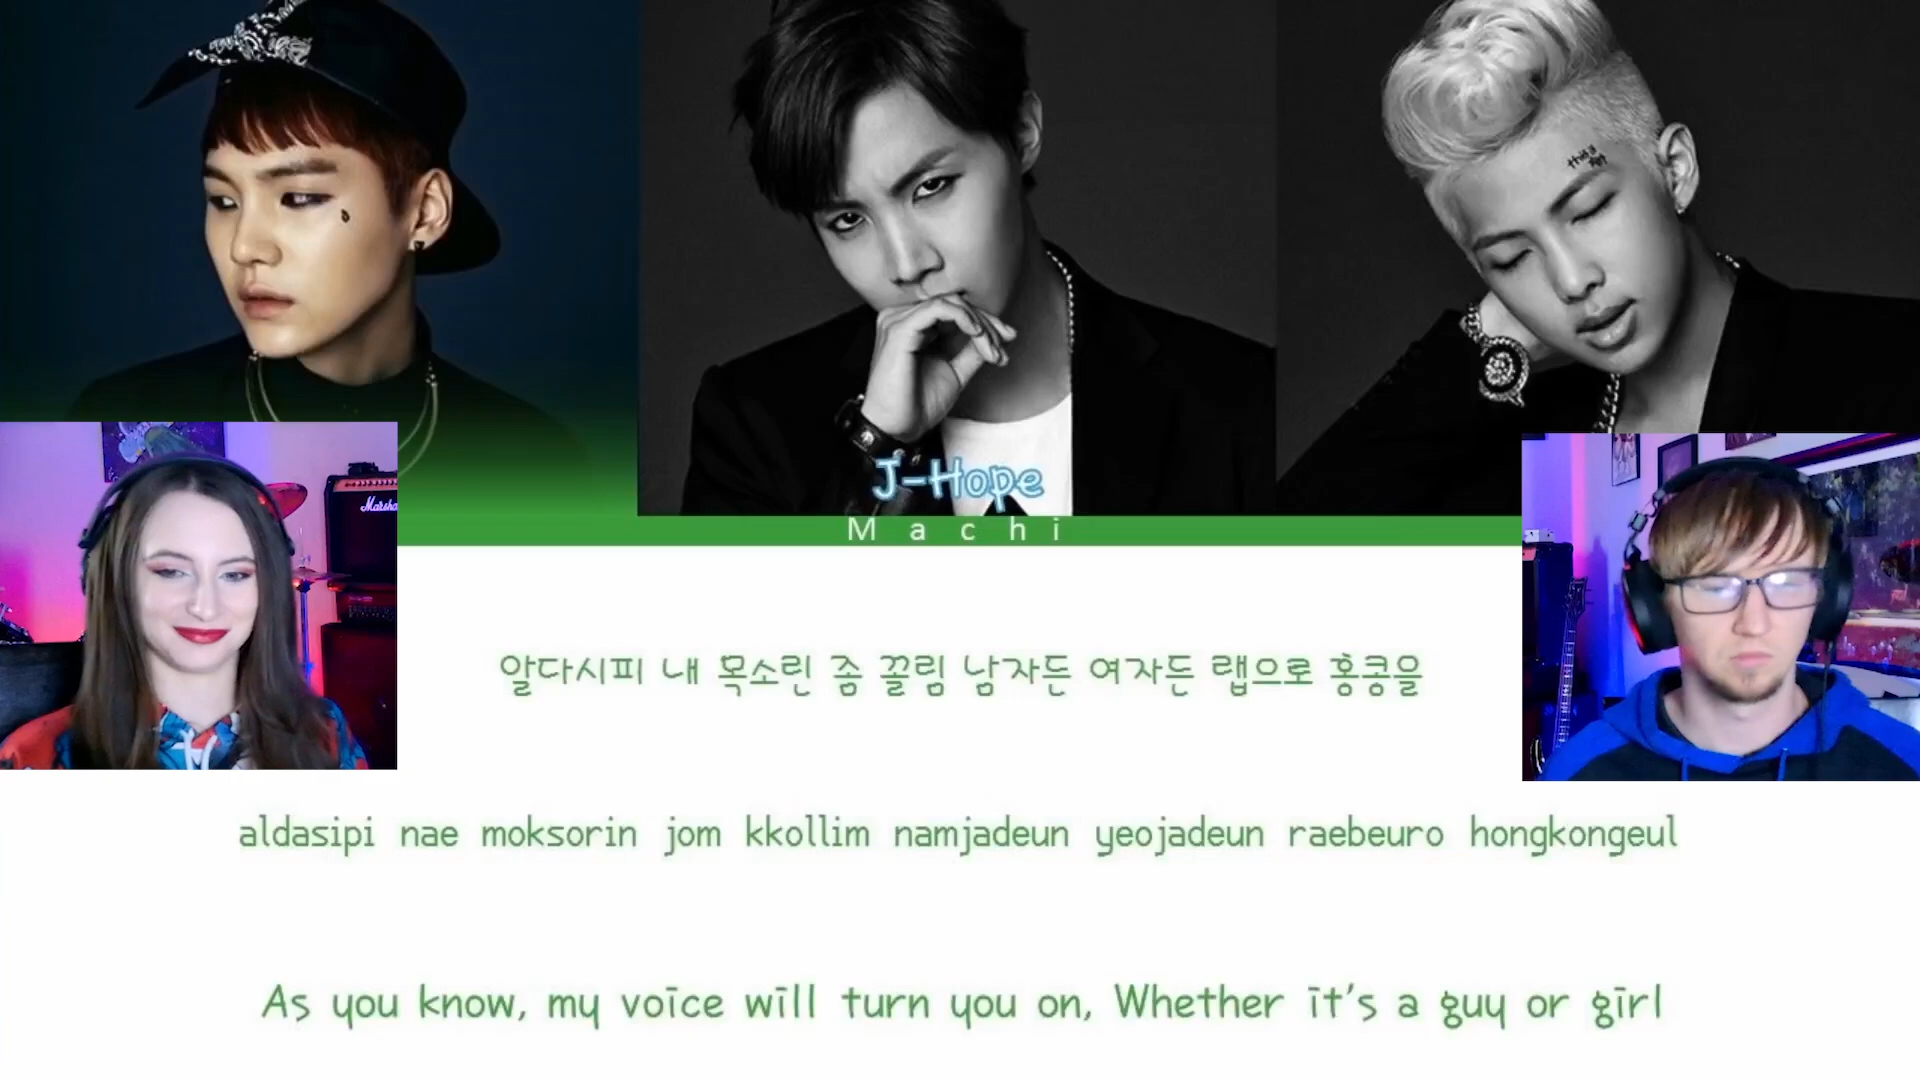 Marsha
J-Hope
Machi
알다시피 내 목소린 좀 꼴림 남자든 여자든 랩으로 홍콩을
aldasipi nae moksorin jom kkollim namjadeun yeojadeun raebeuro hongkongeul
As you know, my voice will turn you on, Whether it's a guy or girl